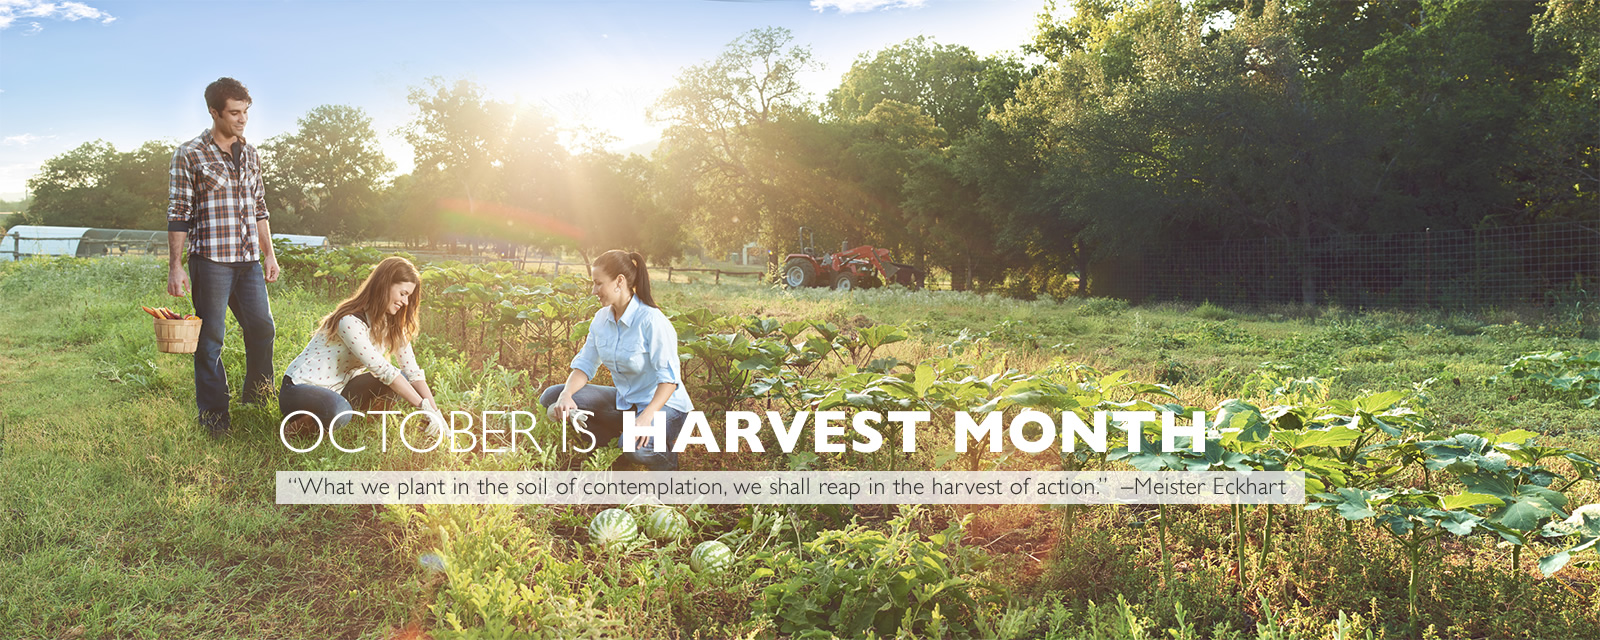 OCTOBER IS HARVEST MONTH
“What we plant in the soil of contemplation, we shall reap in the harvest of action.” –Meister Eckhart